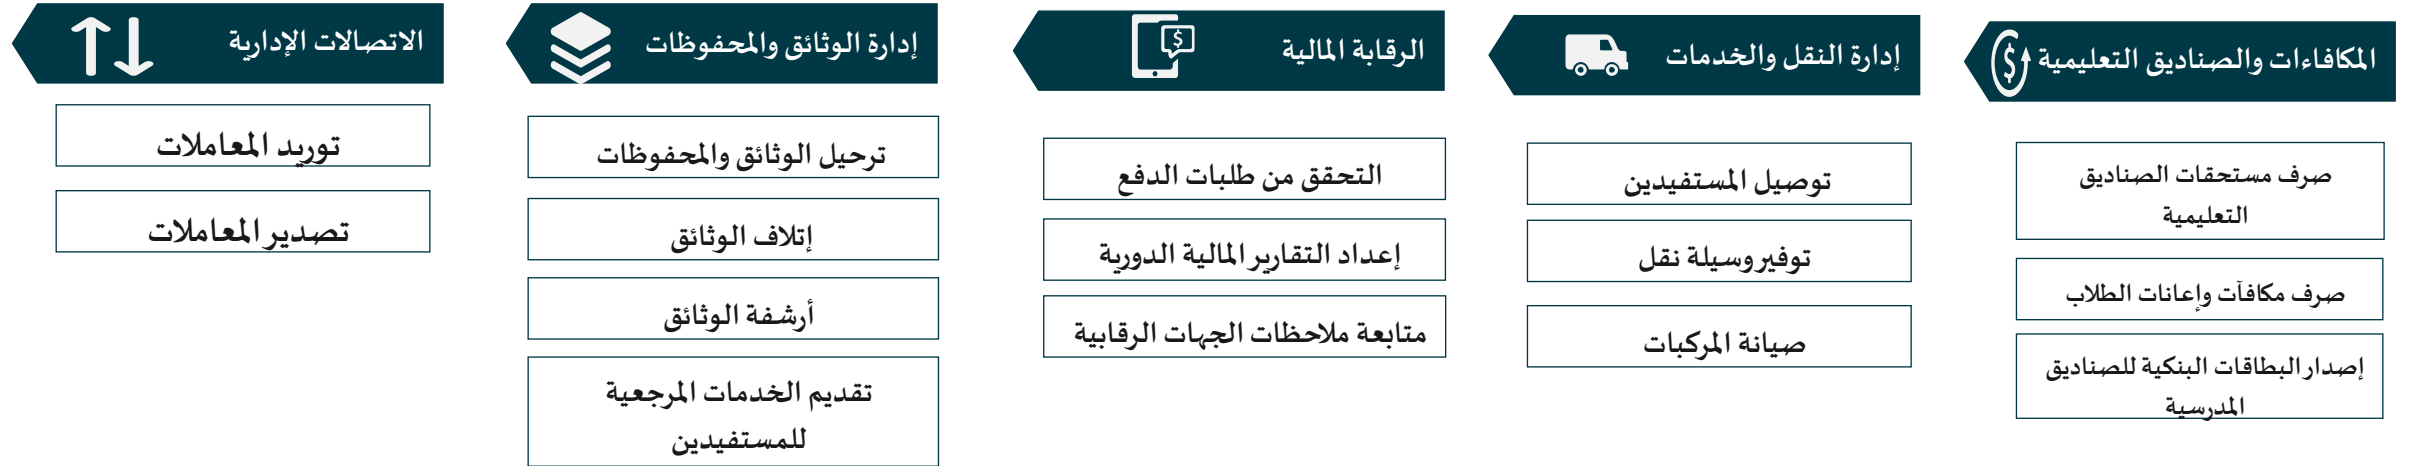 المكافاءات والصناديق التعليمية
صرف مستحقات الصناديق
التعليمية
صرف مكافآت وإعانات الطلاب
إصدار البطاقات البنكية للصناديق
المدرسية
إدارة النقل والخدمات
توصيل المستفيدين
توفير وسيلة نقل
صيانة المركبات
الرقابة المالية
التحقق من طلبات الدفع
إعداد التقارير المالية الدورية
متابعة ملاحظات الجهات الرقابية
إدارة الوثائق والمحفوظات
ترحيل الوثائق والمحفوظات
إتلاف الوثائق
أرشفة الوثائق
تقديم الخدمات المرجعية
للمستفيدين
الاتصالات الإدارية
توريد المعاملات
تصدير المعاملات